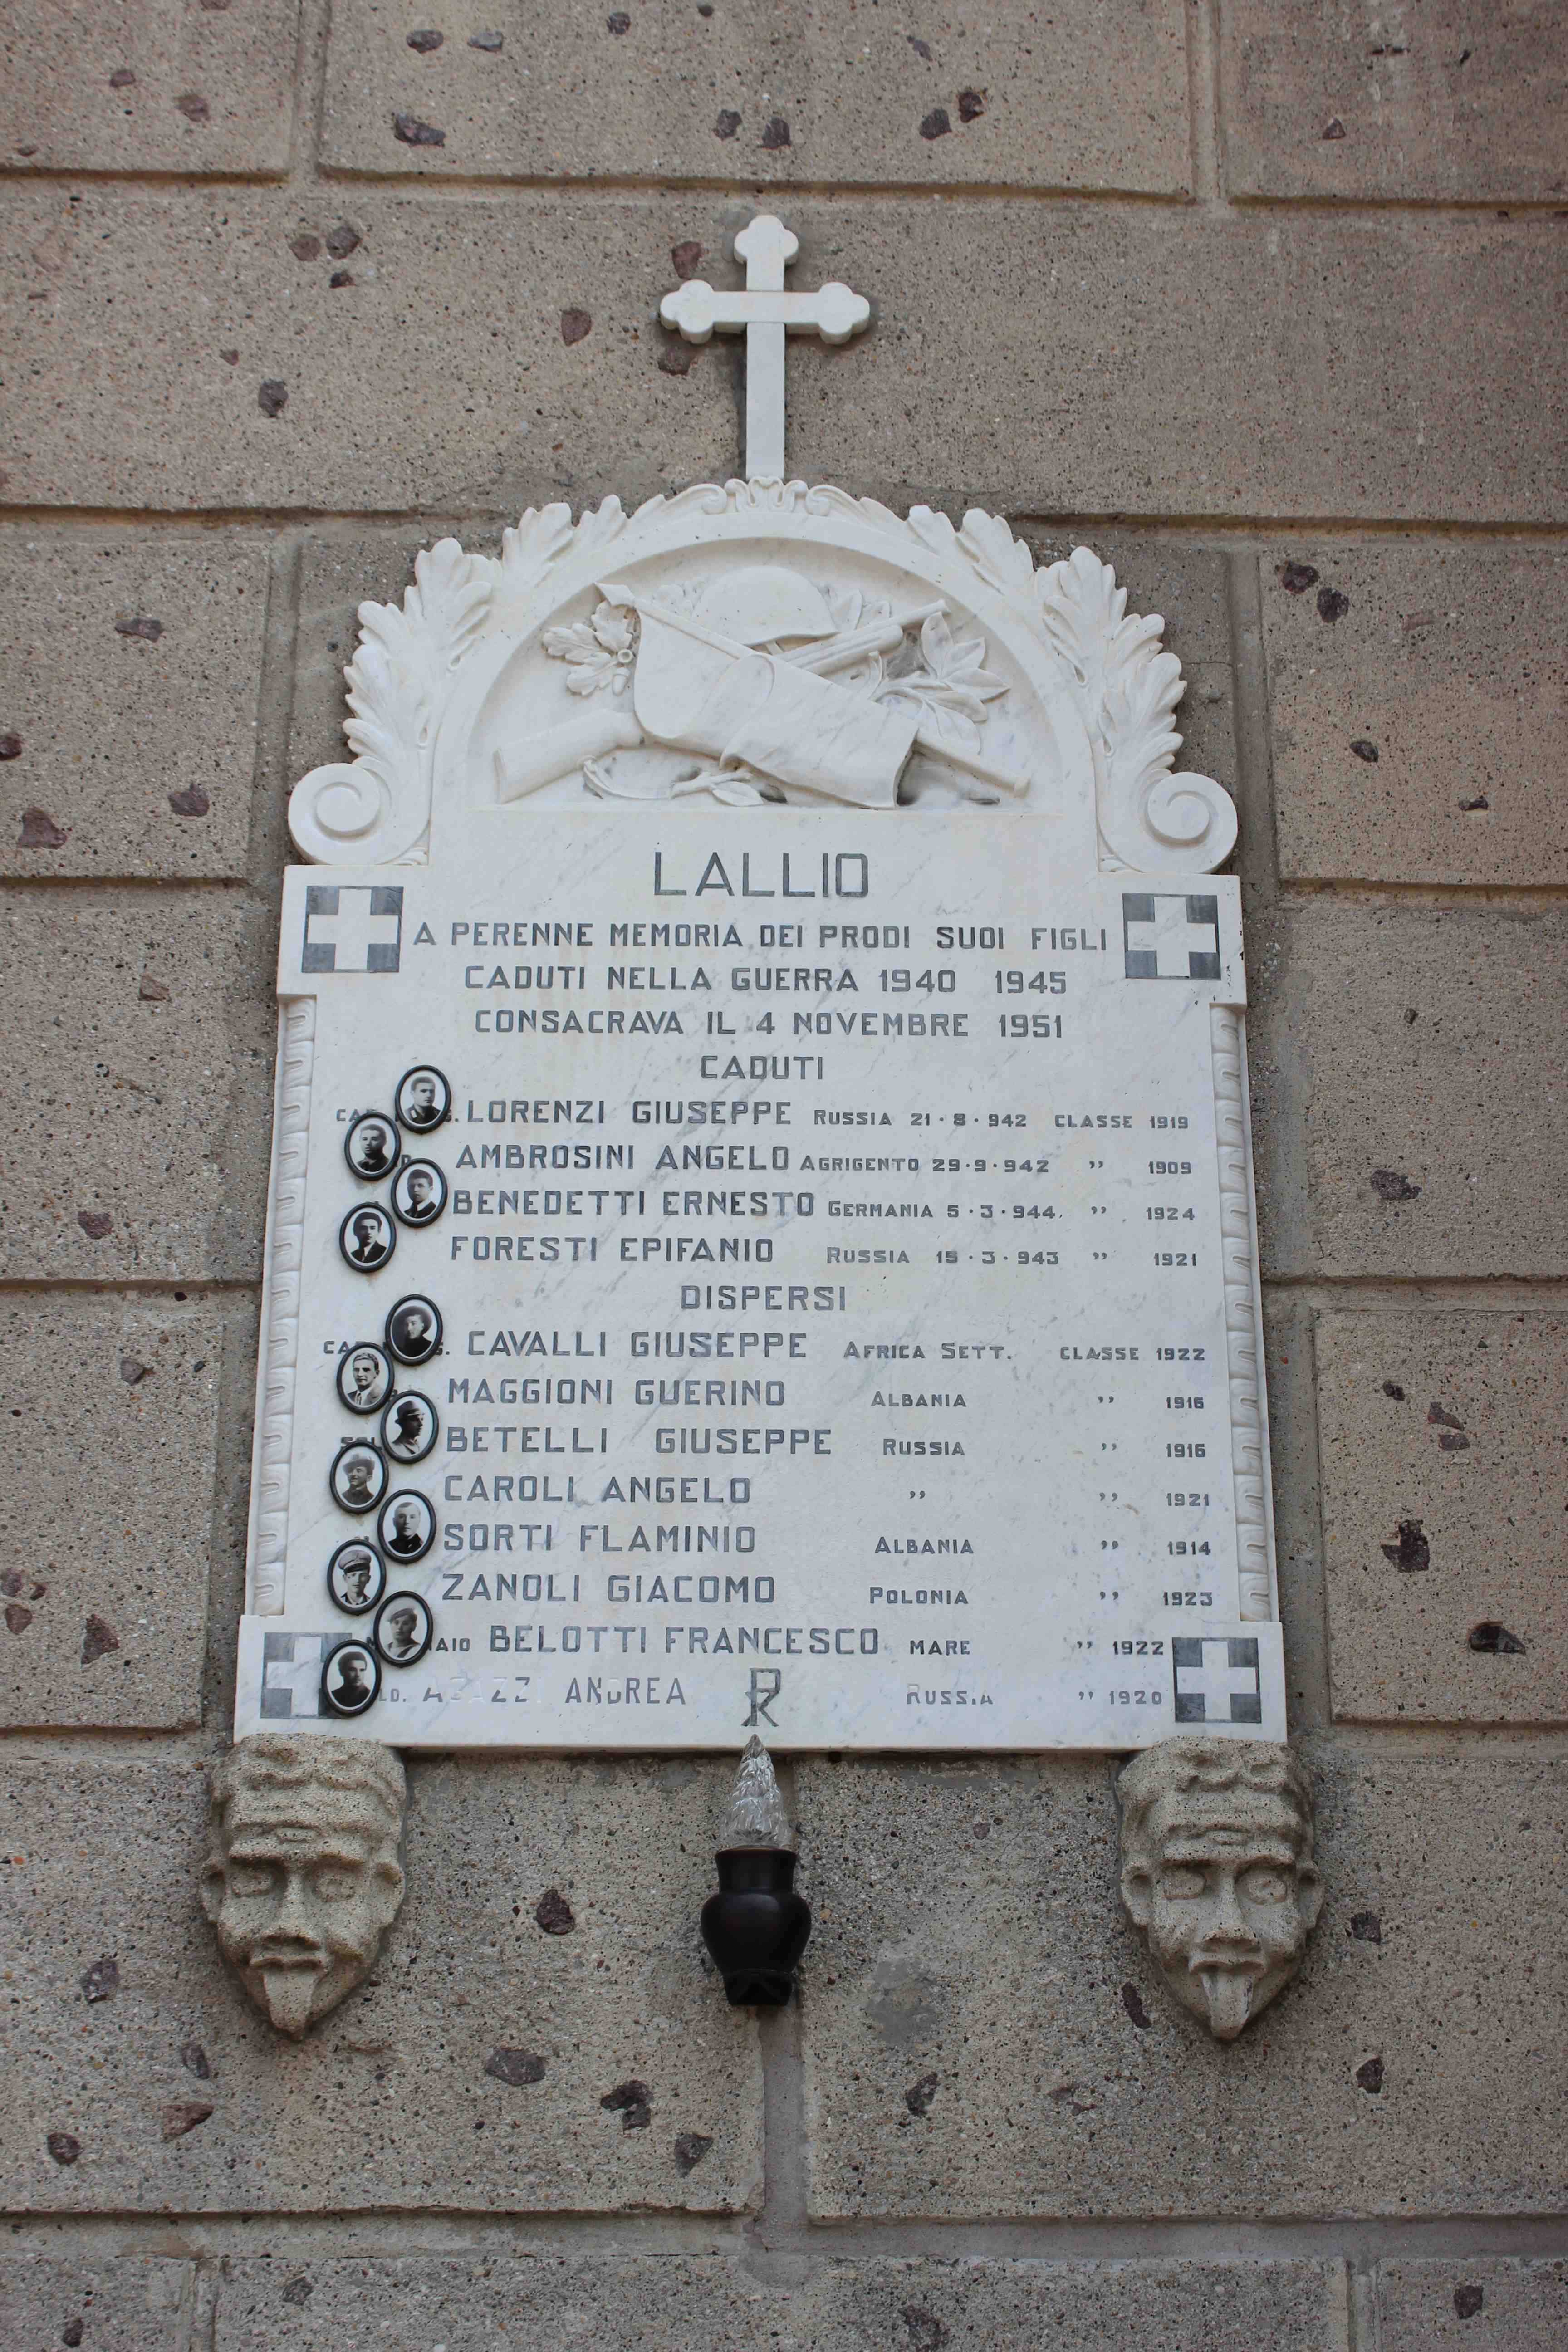 LALLIO
A PERENNE MEMORIA DEI PRODI SUOI FIGLI
CADUTI NELLA GUERRA 1940 1945
CONSACRAVA IL 4 NOVEMBRE 1951
CADUTI
LORENZI GIUSEPPE RUSSIA 21·8·942 CLASSE 1919
AMBROSINI ANGELO AGRIGENTO 29·9·942 ,, 1909
BENEDETTI ERNESTO GERMANIA 5·3·944. ,, 1924
FORESTI EPIFANIO RUSSIA 15·3·943 ,, 1921
DISPERSI
CAVALLI GIUSEPPE AFRICA SETT. CLASSE 1922
MAGGIONI GUERINO ALBANIA ,, 1916
BETELLI GIUSEPPE RUSSIA ,, 1916
CAROLI ANGELO ,, ,, 1921
SORTI FLAMINIO ALBANIA ,, 1914
ZANOLI GIACOMO POLONIA ,, 1923
BELOTTI FRANCESCO MARE ,, 1922
ANDREA RUSSIA ,, 1920